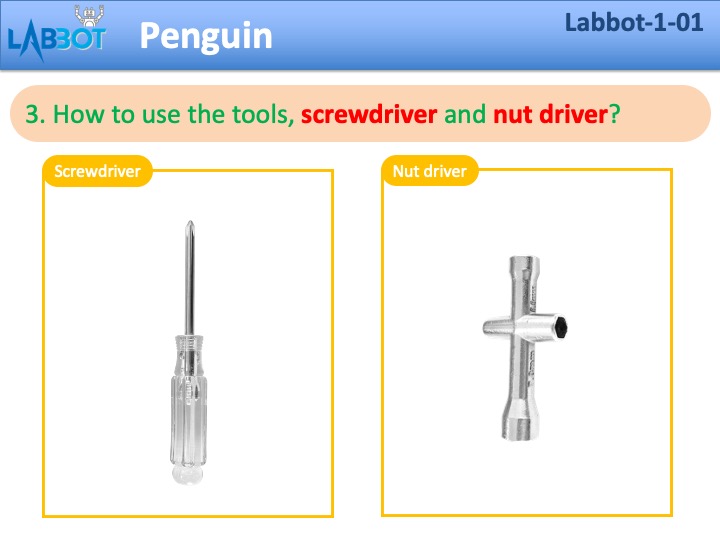 LABBOT
Penguin
Labbot-1-01
3. How to use the tools, screwdriver and nut driver?
Screwdriver
Nut driver